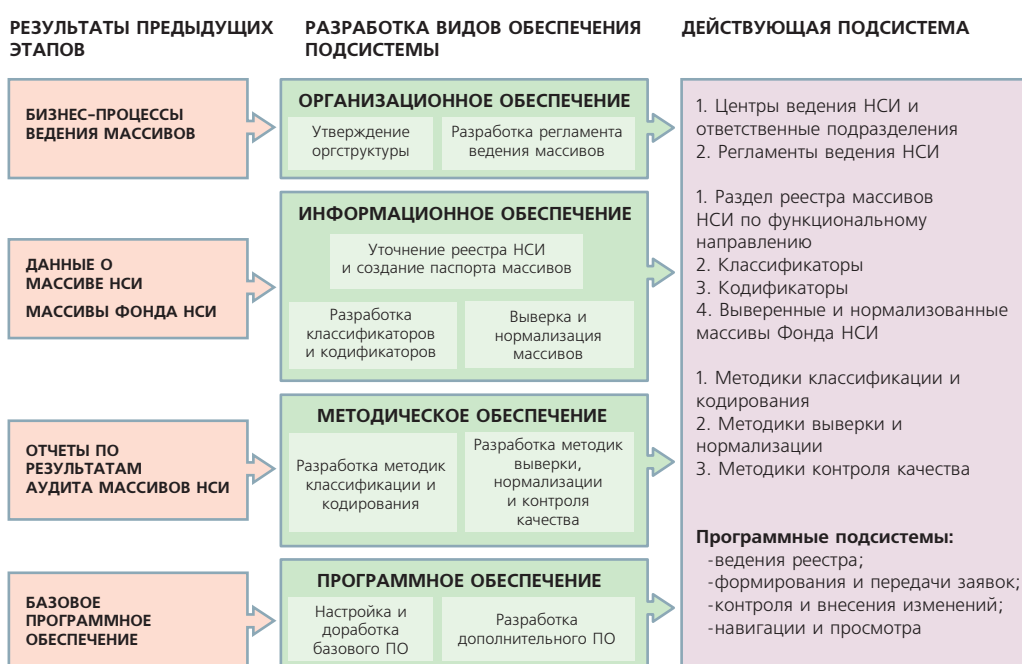 РЕЗУЛЬТАТЫ ПРЕДЫДУЩИХ
ЭТАПОВ
РАЗРАБОТКА ВИДОВ ОБЕСПЕЧЕНИЯ
ПОДСИСТЕМЫ
ДЕЙСТВУЮЩАЯ ПОДСИСТЕМА
БИЗНЕС-ПРОЦЕССЫ
ВЕДЕНИЯ МАССИВОВ
ОРГАНИЗАЦИОННОЕ ОБЕСПЕЧЕНИЕ
Утверждение
оргструктуры
Разработка регламента
ведения массивов
1. Центры ведения НСИ и
ответственные подразделения
2. Регламенты ведения НСИ
ДАННЫЕ О
МАССИВЕ НСИ
МАССИВЫ ФОНДА НСИ
ИНФОРМАЦИОННОЕ ОБЕСПЕЧЕНИЕ
Уточнение реестра НСИ
и создание паспорта массивов
Разработка
классификаторов
и кодификаторов
Выверка и
нормализация
массивов
1. Раздел реестра массивов
НСИ по функциональному
направлению
2. Классификаторы
3. Кодификаторы
4. Выверенные и нормализованные
массивы Фонда НСИ
ОТЧЕТЫ ПО
РЕЗУЛЬТАТАМ
АУДИТА МАССИВОВ НСИ
МЕТОДИЧЕСКОЕ ОБЕСПЕЧЕНИЕ
Разработка методик
классификации и
кодирования
Разработка методик
выверки,
нормализации
и контроля
качества
1. Методики классификации и
кодирования
2. Методики выверки и
нормализации
3. Методики контроля качества
БАЗОВОЕ
ПРОГРАММНОЕ
ОБЕСПЕЧЕНИЕ
ПРОГРАММНОЕ ОБЕСПЕЧЕНИЕ
Настройка и
доработка
базового ПО
Разработка
дополнительного ПО
Программные подсистемы:
-ведения реестра;
-формирования и передачи заявок;
-контроля и внесения изменений;
-навигации и просмотра